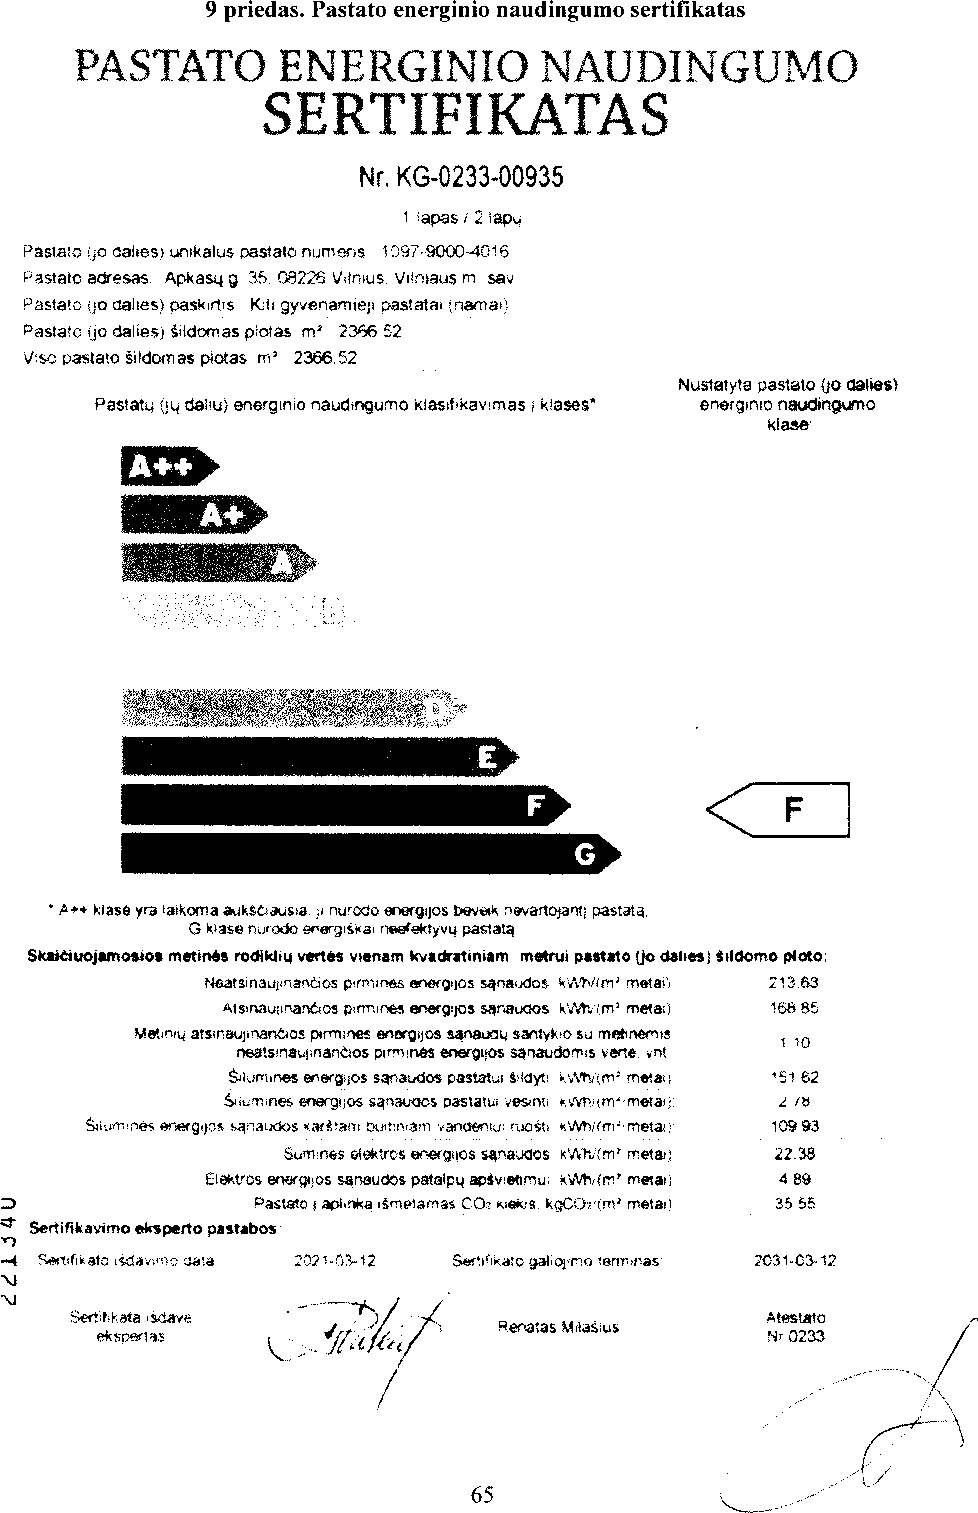 9 priedas. Pastato energinio naudingumo sertifikatas
PASTATO ENERGINIO NAUDINGUMO
SERTIFIKATAS
Nr. KG-0233-00935
1 lapas / 2 lapų
Pastato (jo dalies) unikalus pastato numeris 1097-9000-4016
Pastato adresas. Apkasų g. 35, 08226 Vilnius, Vilniaus m. sav.
Pastato (jo dalies) paskirtis Kiti gyvenamieji pastatai (namai)
Pastato (jo dalies) šildomas plotas m² 2366.52
Viso pastato šildomas plotas m² 2366.52
Pastatų (jų dalių) energinio naudingumo klasifikavimas į klases*
Nustatyta pastato (jo dalies)
energinio naudingumo
klasė:
A++
A+
A
D
E
F
F
G
* A++ klasė yra laikoma aukščiausia, ji nurodo energijos beveik nevartojantį pastatą,
G klasė nurodo energiškai neefektyvų pastatą
Skaičiuojamosios metinės rodiklių vertės vienam kvadratiniam metrui pastato (jo dalies) šildomo ploto:
Neatsinaujinančios pirminės energijos sąnaudos kWh/(m² metai) 213.63
Atsinaujinančios pirminės energijos sąnaudos kWh/(m² metai) 168.85
Metinių atsinaujinančios pirminės energijos sąnaudų santykio su metinėmis
neatsinaujinančios pirminės energijos sąnaudomis vertė, vnt. 1.10
Šiluminės energijos sąnaudos pastatui šildyti kWh/(m² metai) 151.62
Šiluminės energijos sąnaudos pastatui vėsinti kWh/(m²·metai): 2.78
Šiluminės energijos sąnaudos karštam buitiniam vandeniui ruošti kWh/(m²·metai): 109.93
Suminės elektros energijos sąnaudos kWh/(m² metai) 22.38
Elektros energijos sąnaudos patalpų apšvietimui kWh/(m² metai) 4.89
Pastato į aplinką išmetamas CO₂ kiekis, kgCO₂/(m² metai) 35.55
Sertifikavimo eksperto pastabos:
Sertifikato išdavimo data 2021-03-12 Sertifikato galiojimo terminas: 2031-03-12
Sertifikatą išdavė
ekspertas
Renatas Milašius
Atestato
Nr 0233
65